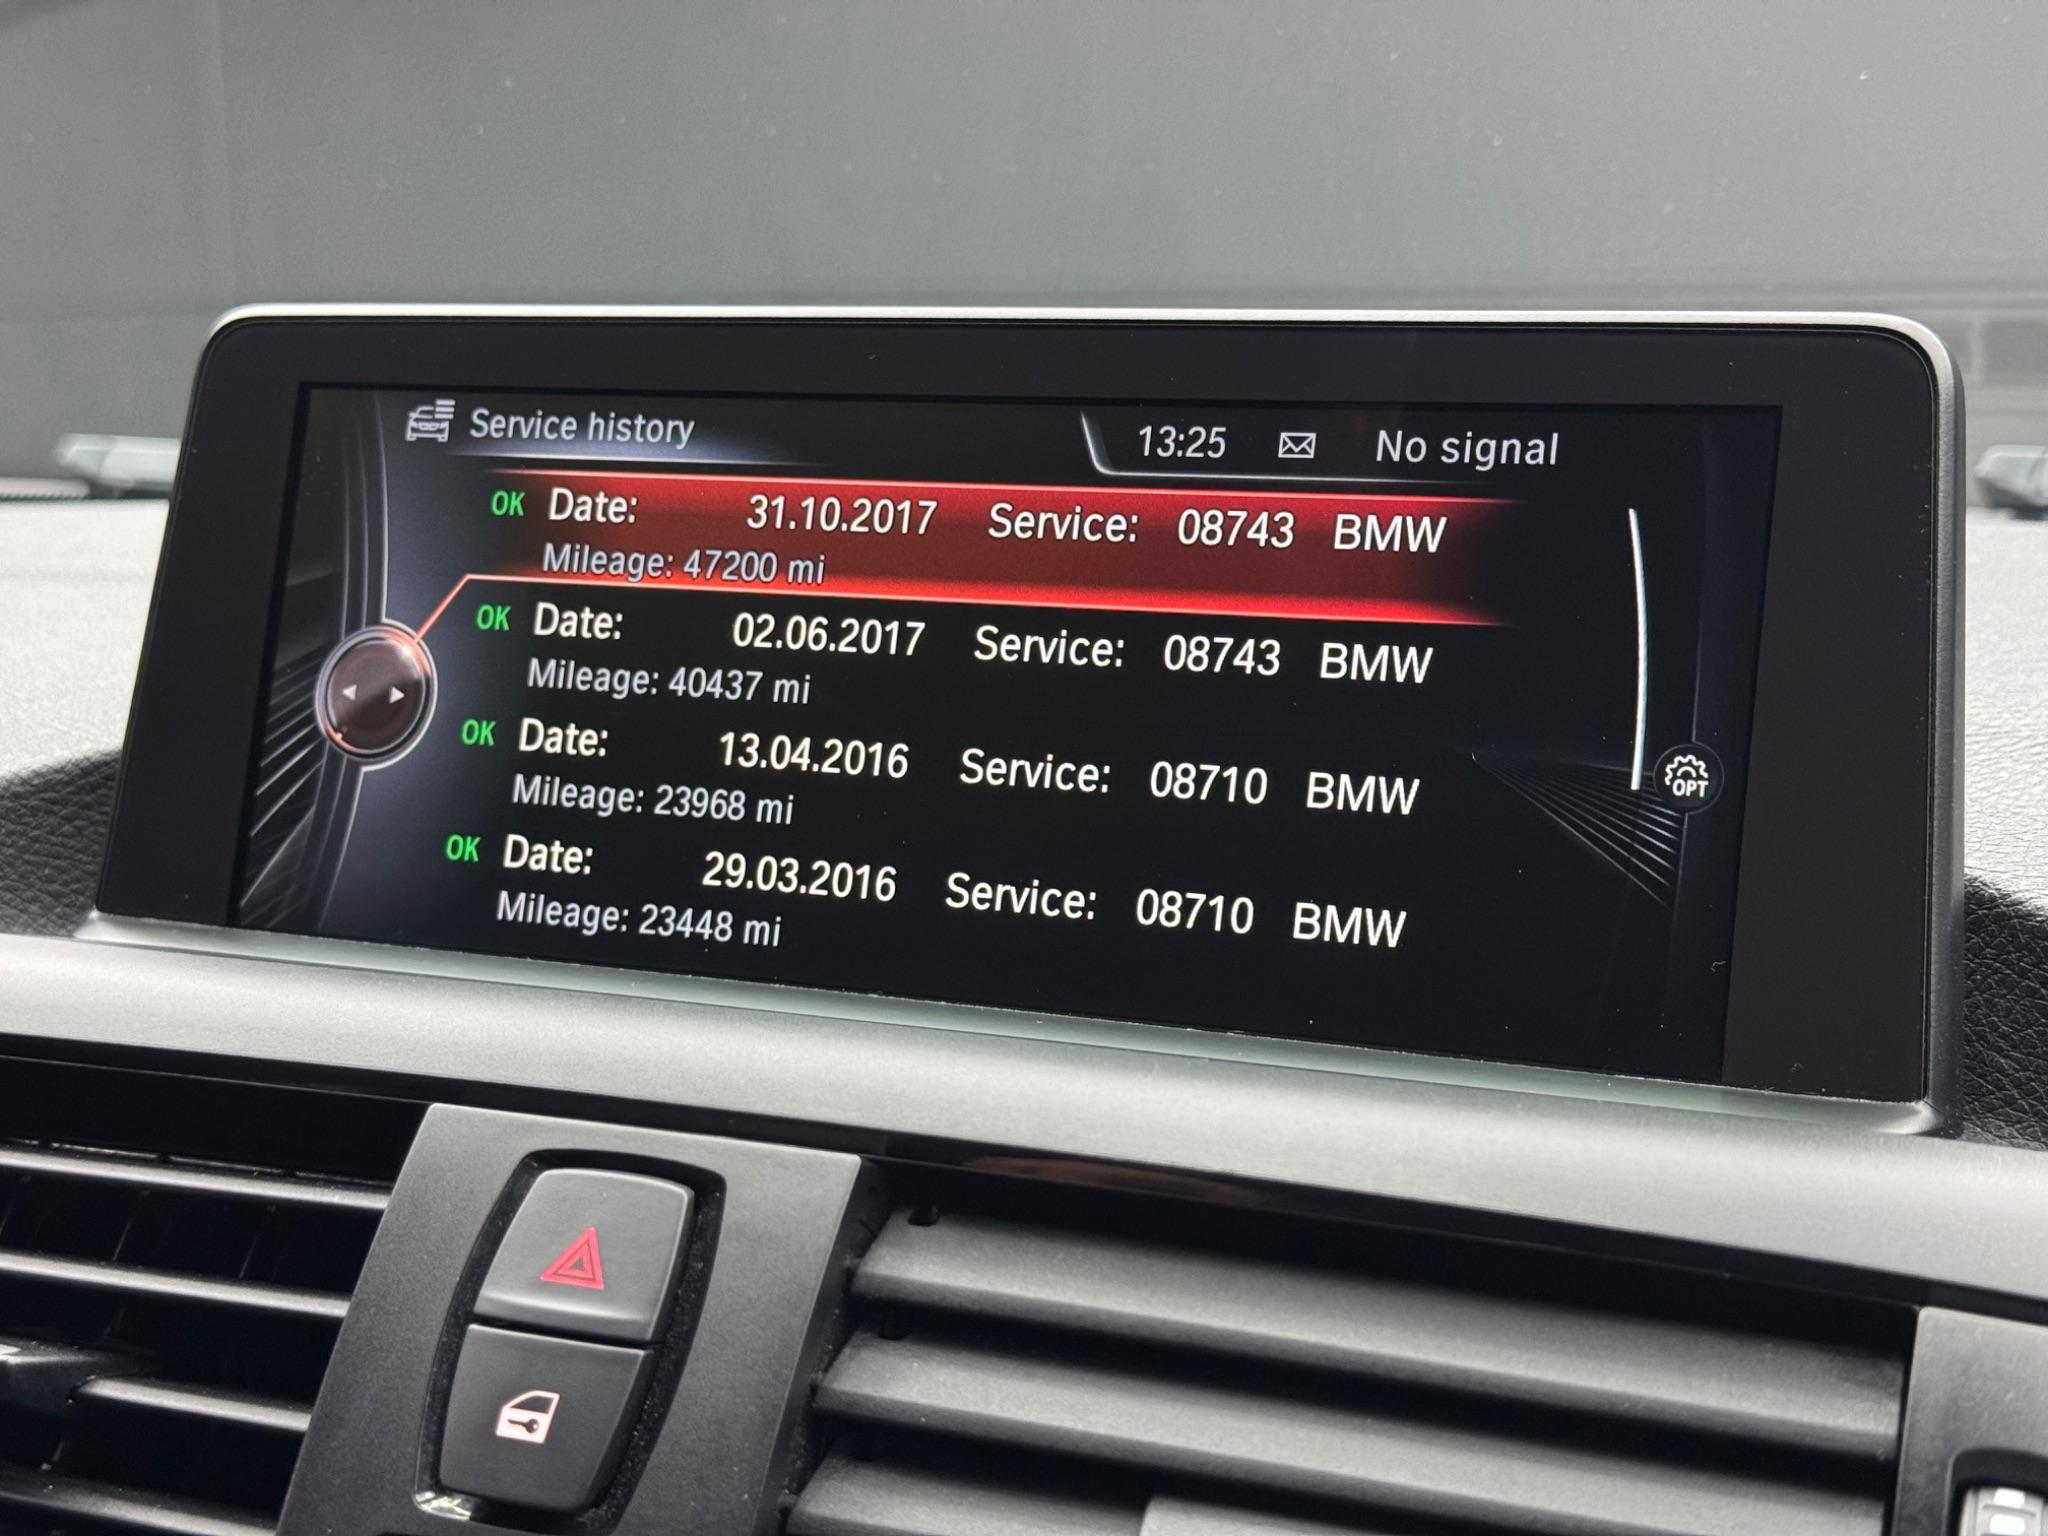 Service history 13:25 No signal
OK Date: 31.10.2017 Service: 08743 BMW
Mileage: 47200 mi
OK Date: 02.06.2017 Service: 08743 BMW
Mileage: 40437 mi
OK Date: 13.04.2016 Service: 08710 BMW
Mileage: 23968 mi
OPT
OK Date: 29.03.2016 Service: 08710 BMW
Mileage: 23448 mi